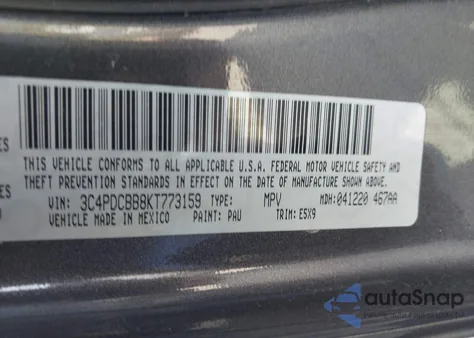 THIS VEHICLE CONFORMS TO ALL APPLICABLE U.S.A. FEDERAL MOTOR VEHICLE SAFETY AND
THEFT PREVENTION STANDARDS IN EFFECT ON THE DATE OF MANUFACTURE SHOWN ABOVE.
VIN: 3C4PDCBB8KT773159 TYPE: MPV MDH: 041220 467AA
VEHICLE MADE IN MEXICO PAINT: PAU TRIM: E5X9
autoSnap